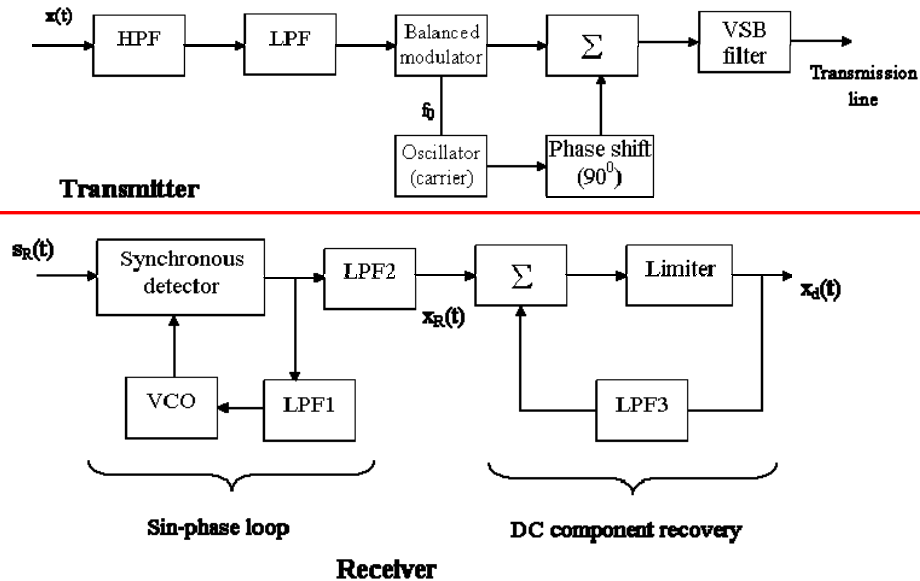 x(t)
HPF
LPF
Balanced
modulator
Σ
VSB
filter
Transmission
line
f0
Oscillator
(carrier)
Phase shift
(90⁰)
Transmitter
sR(t)
Synchronous
detector
LPF2
xR(t)
Σ
Limiter
xd(t)
VCO
LPF1
LPF3
Sin-phase loop
DC component recovery
Receiver